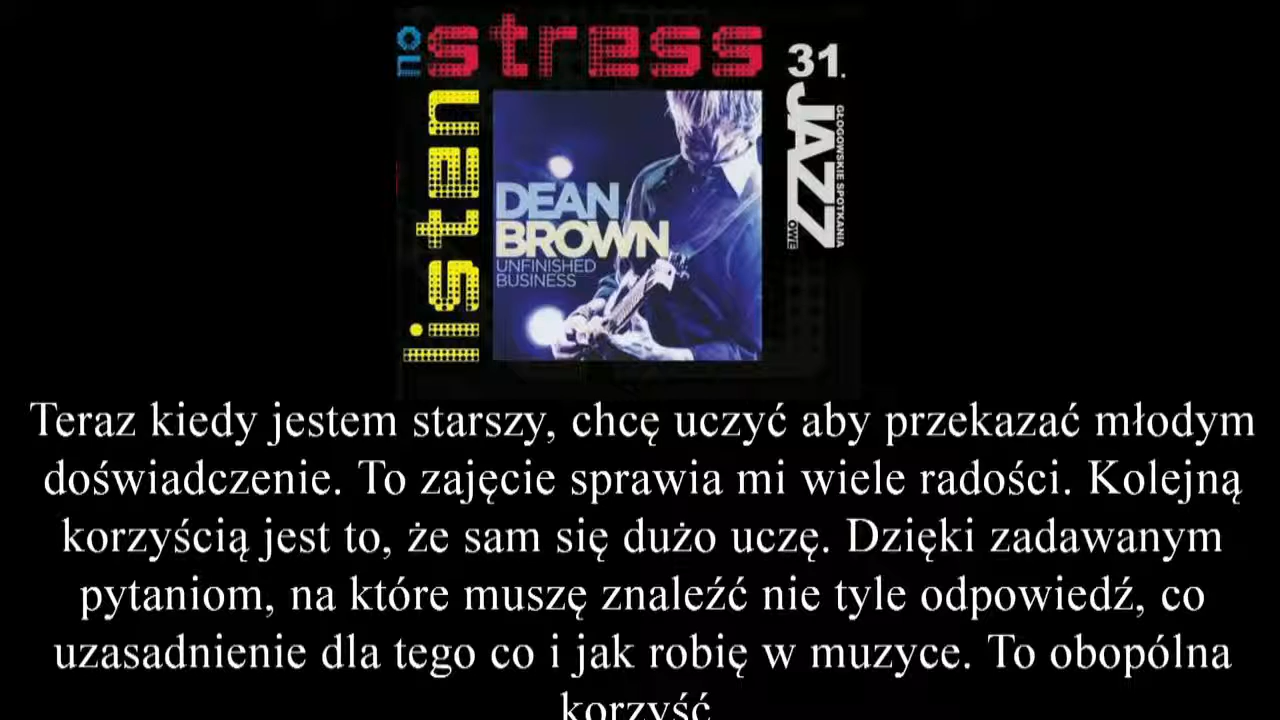 no stress
listen
31.
JAZZOWE
GŁOGOWSKIE SPOTKANIA
DEAN
BROWN
UNFINISHED
BUSINESS
Teraz kiedy jestem starszy, chcę uczyć aby przekazać młodym
doświadczenie. To zajęcie sprawia mi wiele radości. Kolejną
korzyścią jest to, że sam się dużo uczę. Dzięki zadawanym
pytaniom, na które muszę znaleźć nie tyle odpowiedź, co
uzasadnienie dla tego co i jak robię w muzyce. To obopólna
korzyść